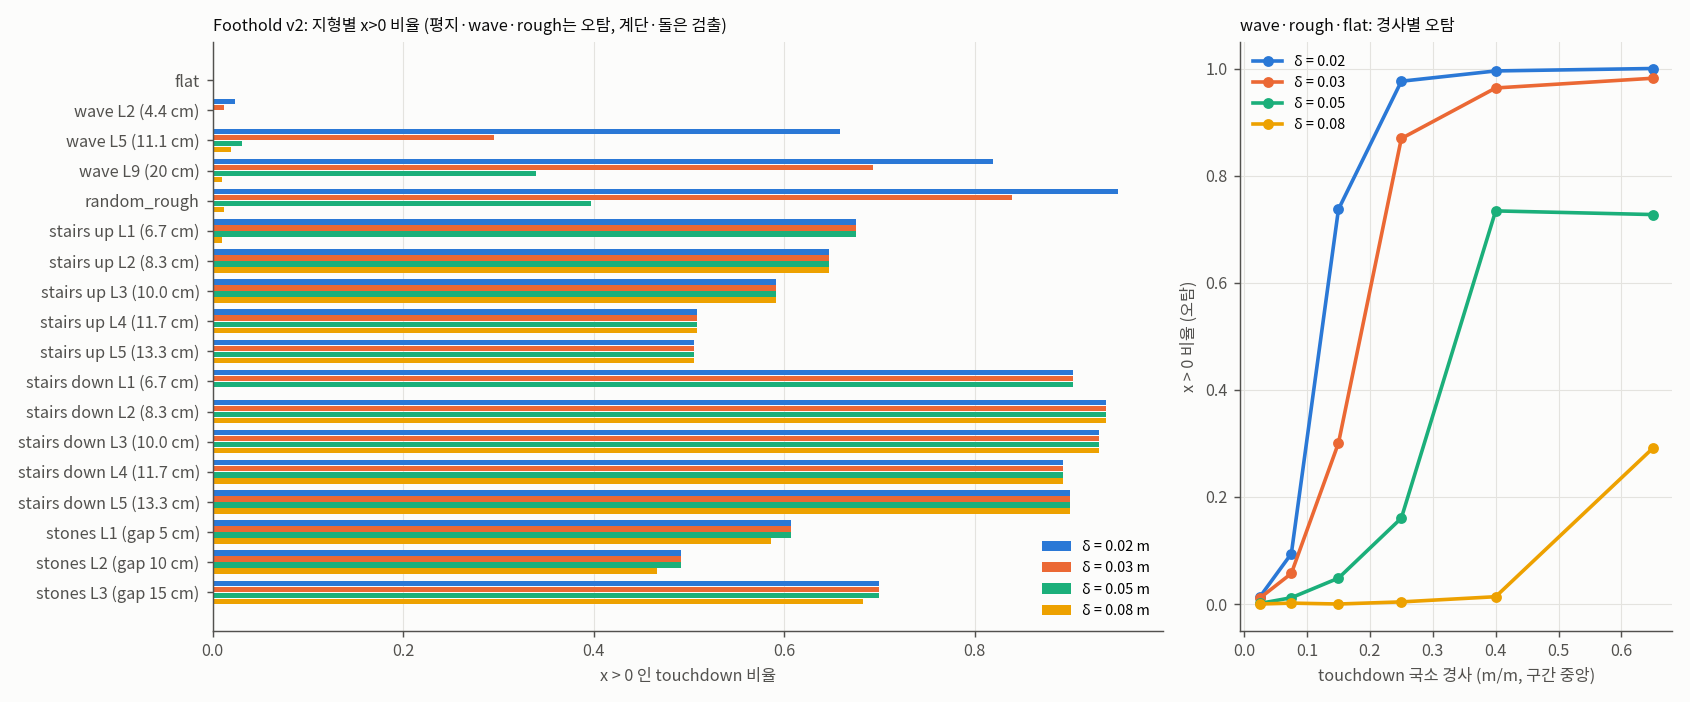 Foothold v2: 지형별 x>0 비율 (평지·wave·rough는 오탐, 계단·돌은 검출)
flat
wave L2 (4.4 cm)
wave L5 (11.1 cm)
wave L9 (20 cm)
random_rough
stairs up L1 (6.7 cm)
stairs up L2 (8.3 cm)
stairs up L3 (10.0 cm)
stairs up L4 (11.7 cm)
stairs up L5 (13.3 cm)
stairs down L1 (6.7 cm)
stairs down L2 (8.3 cm)
stairs down L3 (10.0 cm)
stairs down L4 (11.7 cm)
stairs down L5 (13.3 cm)
stones L1 (gap 5 cm)
stones L2 (gap 10 cm)
stones L3 (gap 15 cm)
δ = 0.02 m
δ = 0.03 m
δ = 0.05 m
δ = 0.08 m
0.0 0.2 0.4 0.6 0.8
x > 0 인 touchdown 비율
wave·rough·flat: 경사별 오탐
δ = 0.02
δ = 0.03
δ = 0.05
δ = 0.08
x > 0 비율 (오탐)
1.0
0.8
0.6
0.4
0.2
0.0
0.0 0.1 0.2 0.3 0.4 0.5 0.6
touchdown 국소 경사 (m/m, 구간 중앙)